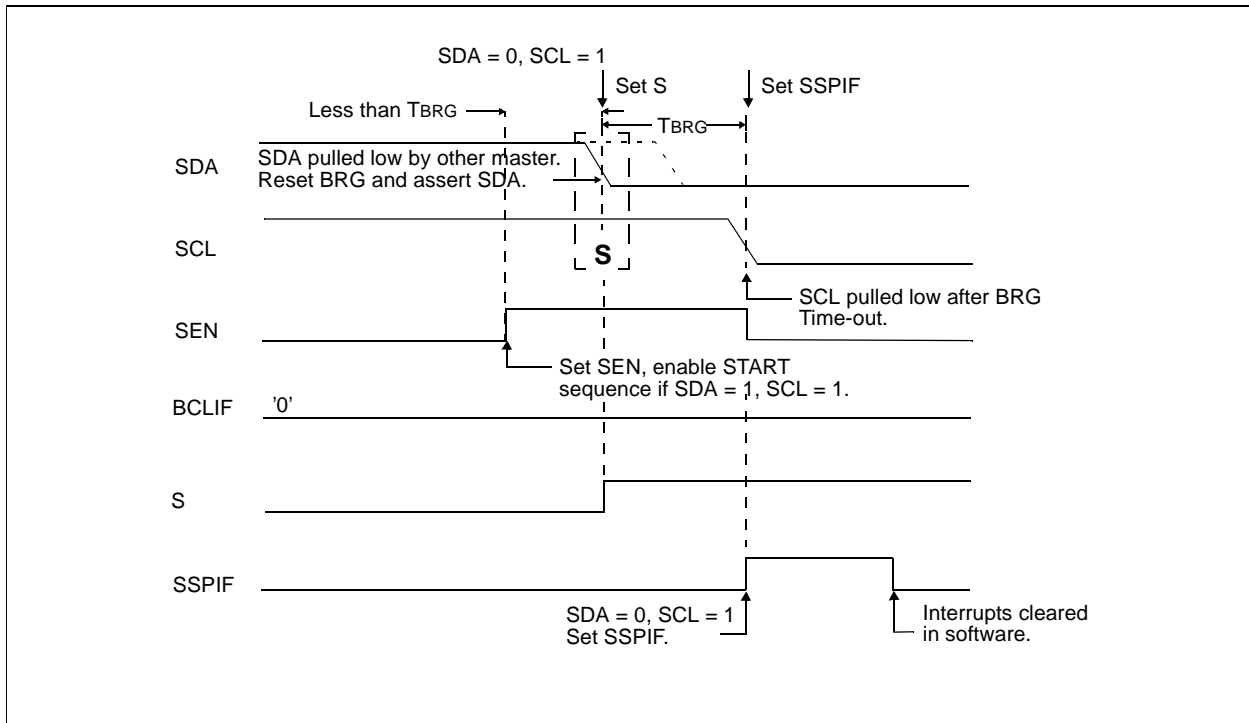 SDA = 0, SCL = 1
Set S
Set SSPIF
Less than TBRG
TBRG
SDA
SDA pulled low by other master.
Reset BRG and assert SDA.
SCL
S
SCL pulled low after BRG
Time-out.
SEN
Set SEN, enable START
sequence if SDA = 1, SCL = 1.
BCLIF
'0'
S
SSPIF
SDA = 0, SCL = 1
Set SSPIF.
Interrupts cleared
in software.